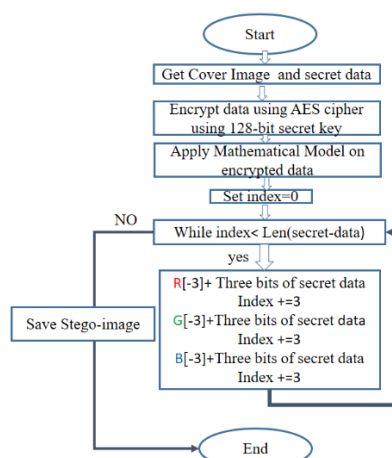 Start
Get Cover Image and secret data
Encrypt data using AES cipher
using 128-bit secret key
Apply Mathematical Model on
encrypted data
Set index=0
NO
While index< Len(secret-data)
yes
R[-3]+ Three bits of secret data
Index +=3
G[-3]+Three bits of secret data
Index +=3
B[-3]+Three bits of secret data
Index +=3
Save Stego-image
End